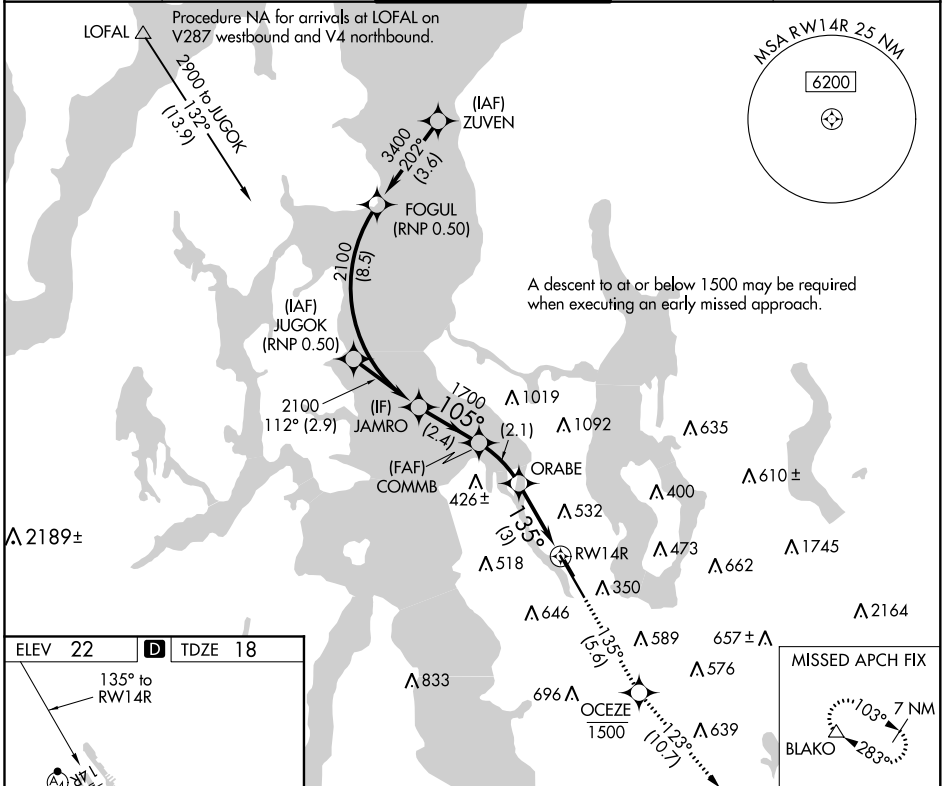 Procedure NA for arrivals at LOFAL on
V287 westbound and V4 northbound.
LOFAL
2900 to JUGOK
132°
(13.9)
MSA RW14R 25 NM
6200
(IAF)
ZUVEN
3400
202°
(3.6)
FOGUL
(RNP 0.50)
2100
(8.5)
A descent to at or below 1500 may be required
when executing an early missed approach.
(IAF)
JUGOK
(RNP 0.50)
2100
112° (2.9)
(IF)
JAMRO
1700
105°
(2.4)
(2.1)
(FAF)
COMMB
ORABE
1019
1092
635
610±
426±
400
532
135°
(3)
RW14R
2189±
518
473
662
1745
350
646
2164
135°
(5.6)
589
657±
576
833
696
OCEZE
1500
639
123°
(10.7)
ELEV 22
D
TDZE 18
135° to
RW14R
14R
A
MISSED APCH FIX
103°
7 NM
BLAKO
283°